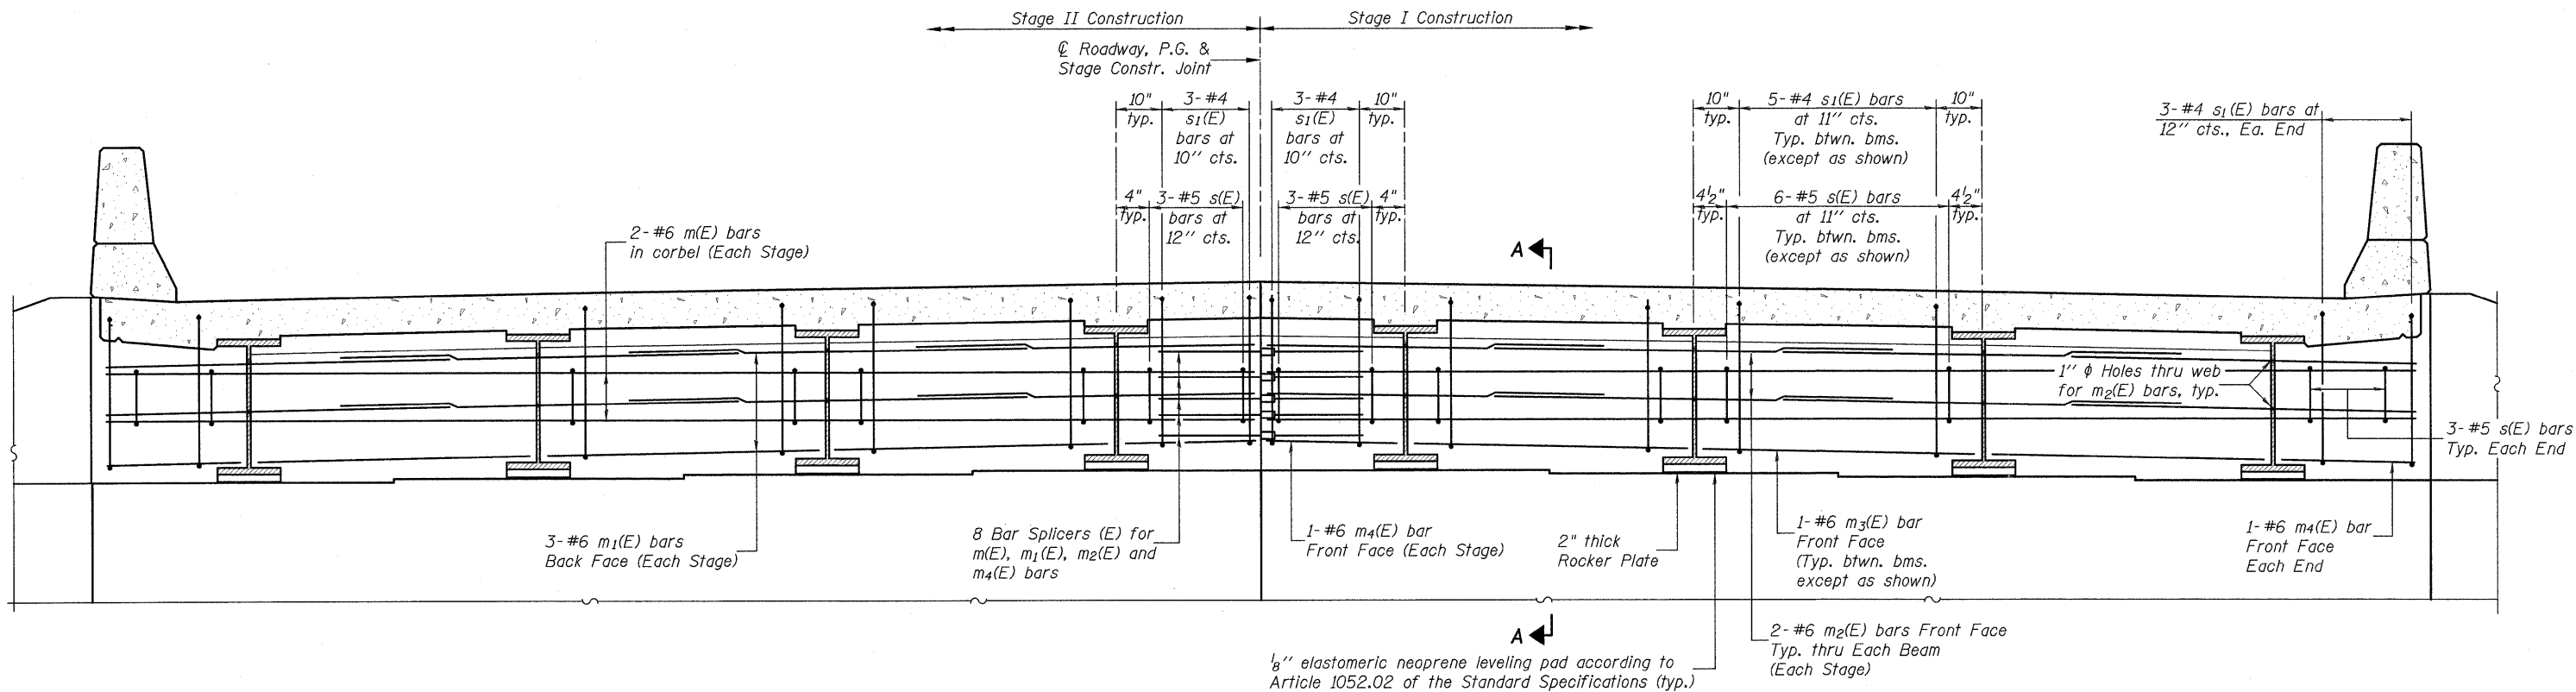 Stage II Construction
Stage I Construction
℄ Roadway, P.G. &
Stage Constr. Joint
10"
typ.
3-#4
s1(E)
bars at
10" cts.
3-#4
s1(E)
bars at
10" cts.
10"
typ.
10"
typ.
5-#4 s1(E) bars
at 11" cts.
Typ. btwn. bms.
(except as shown)
10"
typ.
3-#4 s1(E) bars at
12" cts., Ea. End
4"
typ.
3-#5 s(E)
bars at
12" cts.
3-#5 s(E)
bars at
12" cts.
4"
typ.
4½"
typ.
6-#5 s(E) bars
at 11" cts.
Typ. btwn. bms.
(except as shown)
4½"
typ.
2-#6 m(E) bars
in corbel (Each Stage)
A
1" ϕ Holes thru web
for m2(E) bars, typ.
3-#5 s(E) bars
Typ. Each End
3-#6 m1(E) bars
Back Face (Each Stage)
8 Bar Splicers (E) for
m(E), m1(E), m2(E) and
m4(E) bars
1-#6 m4(E) bar
Front Face (Each Stage)
2" thick
Rocker Plate
1-#6 m3(E) bar
Front Face
(Typ. btwn. bms.
except as shown)
1-#6 m4(E) bar
Front Face
Each End
A
2-#6 m2(E) bars Front Face
Typ. thru Each Beam
(Each Stage)
⅛" elastomeric neoprene leveling pad according to
Article 1052.02 of the Standard Specifications (typ.)